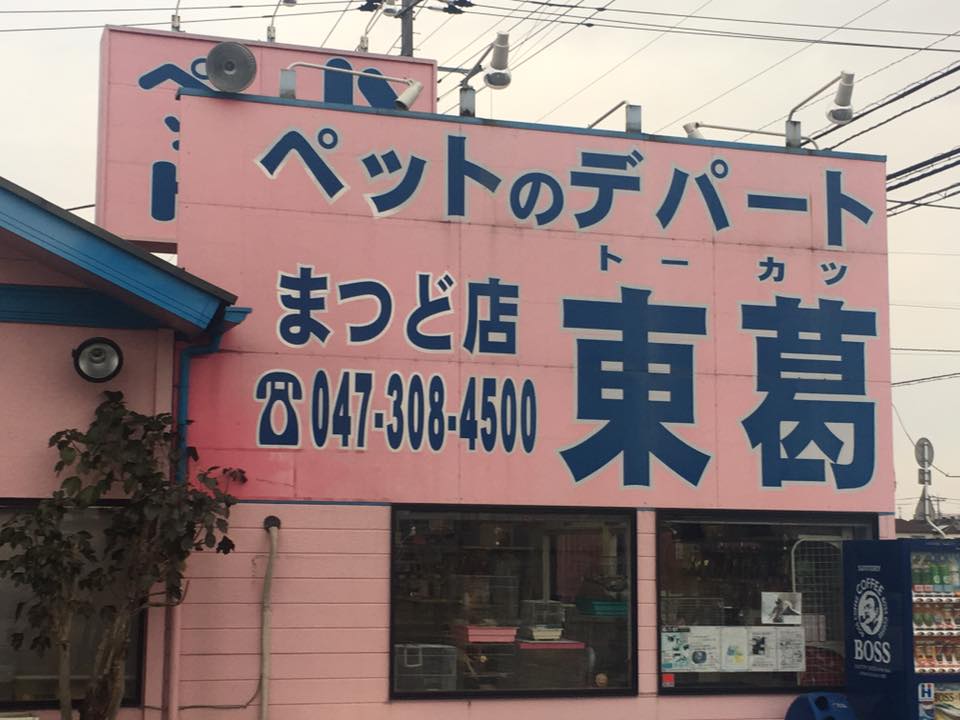 ペットのデパート
トーカツ
東葛
まつど店
☎047-308-4500
SUNTORY
COFFEE
BOSS